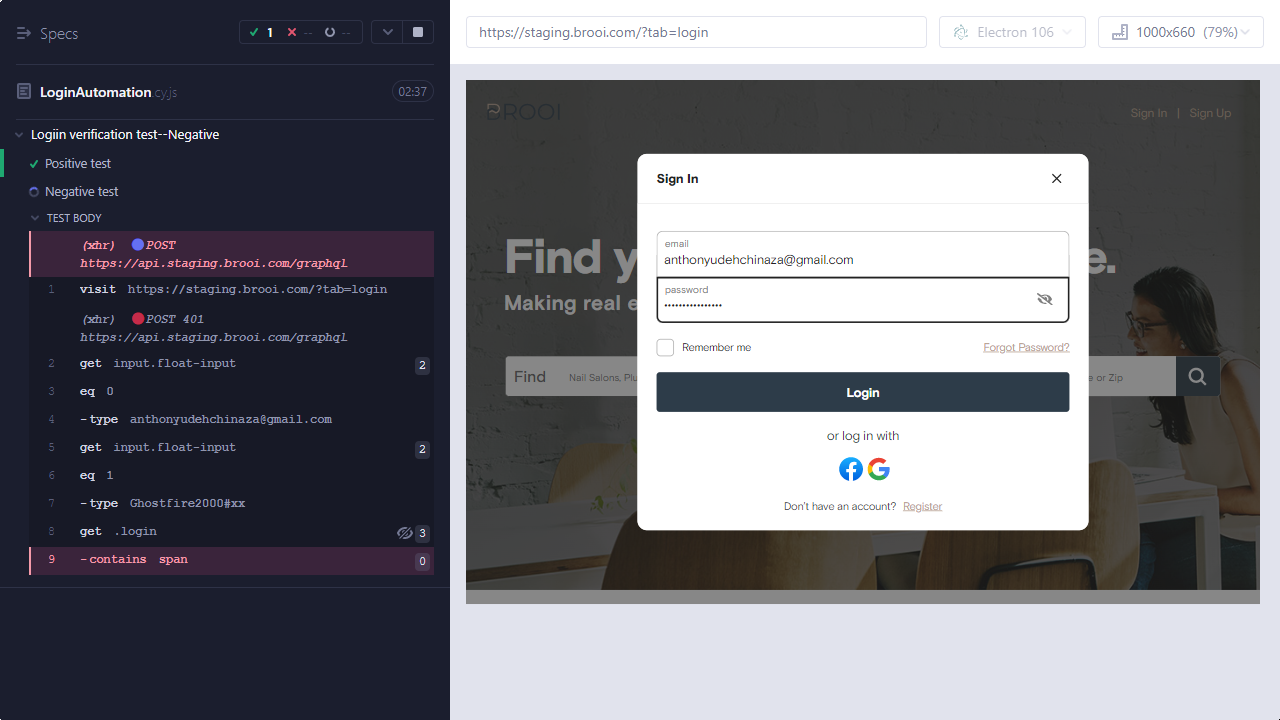 Specs
1
--
--
LoginAutomation.cy.js
02:37
Logiin verification test--Negative
Positive test
Negative test
TEST BODY
(xhr) POST
https://api.staging.brooi.com/graphql
1 visit https://staging.brooi.com/?tab=login
(xhr) POST 401
https://api.staging.brooi.com/graphql
2 get input.float-input 2
3 eq 0
4 -type anthonyudehchinaza@gmail.com
5 get input.float-input 2
6 eq 1
7 -type Ghostfire2000#xx
8 get .login 3
9 -contains span 0
https://staging.brooi.com/?tab=login
Electron 106
1000x660 (79%)
BROOI
Sign In | Sign Up
Sign In
Find y
e.
Making real e
email
anthonyudehchinaza@gmail.com
password
••••••••••••••••
Remember me
Forgot Password?
Find
Nail Salons, Plu
e or Zip
Login
or log in with
Don't have an account? Register